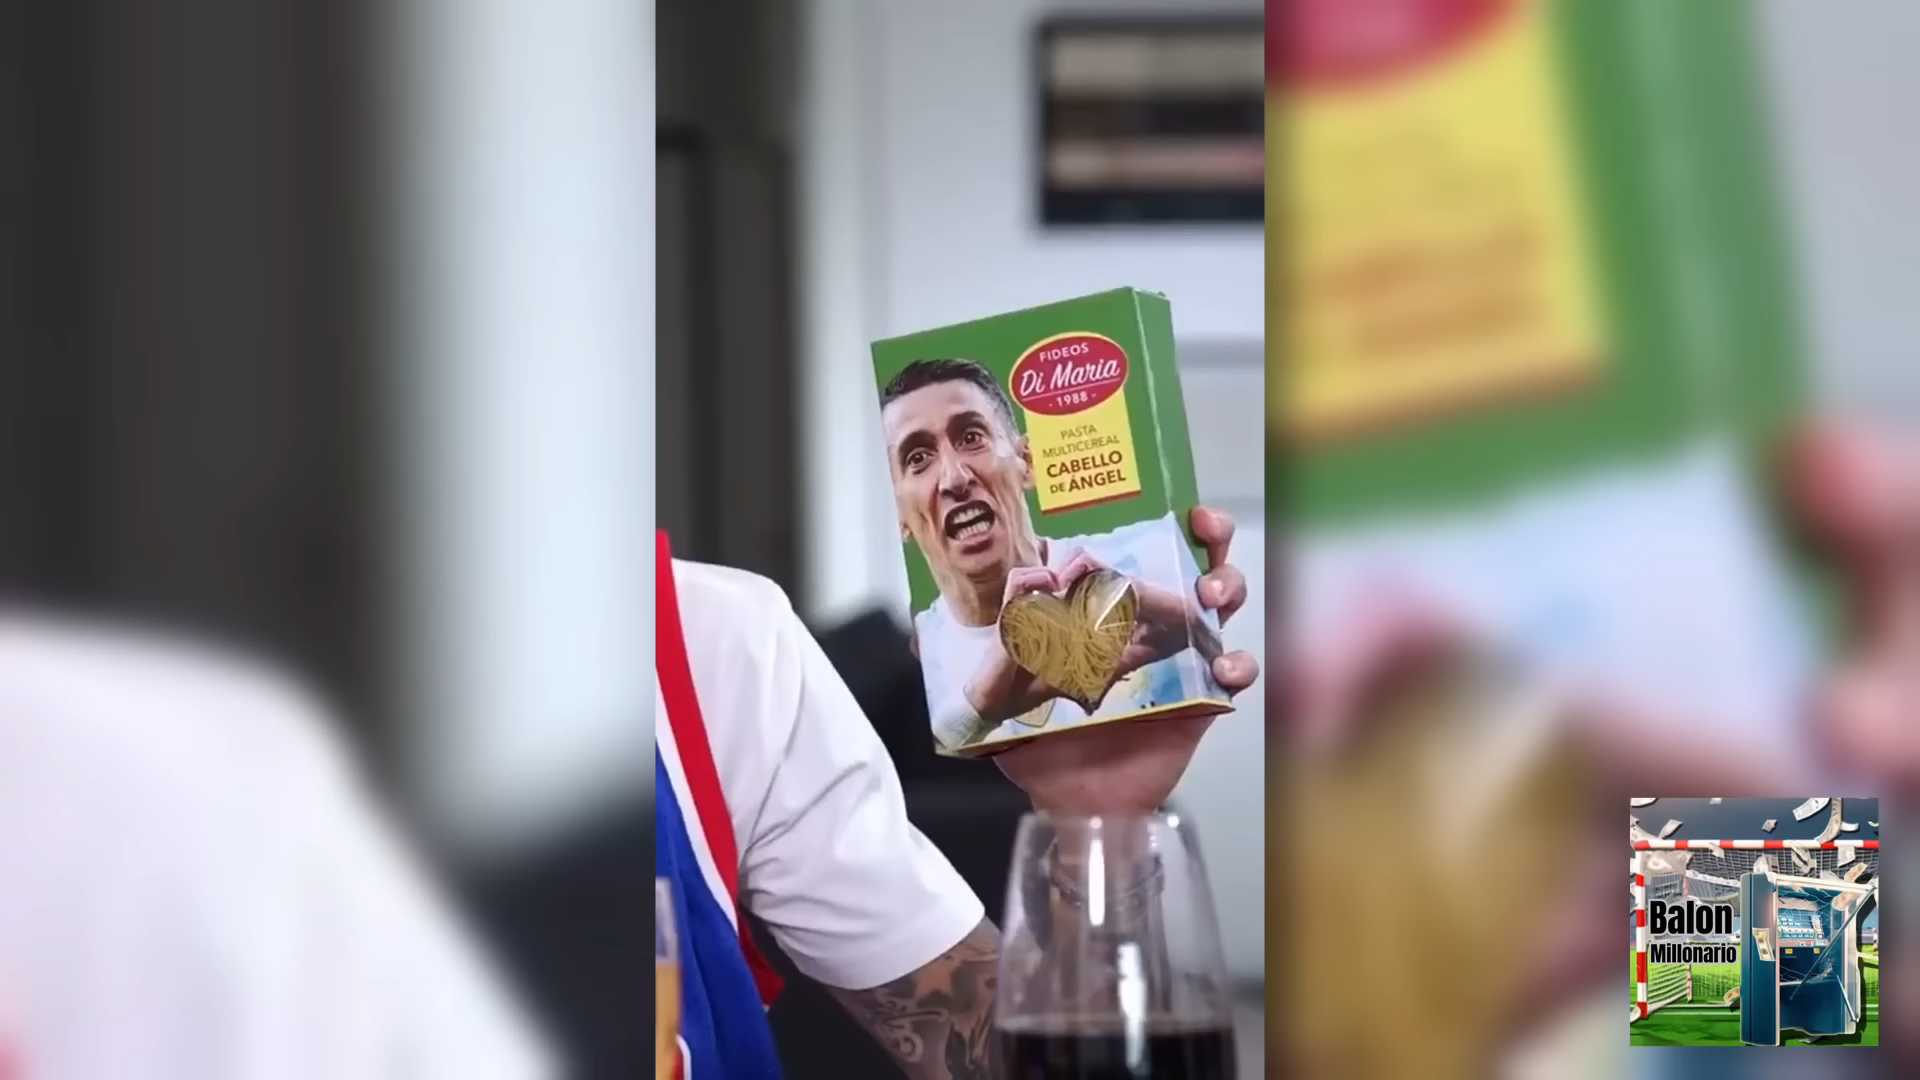 FIDEOS
Di Maria
- 1988 -
PASTA
MULTICEREAL
CABELLO
DE ÁNGEL
Balon
Millonario